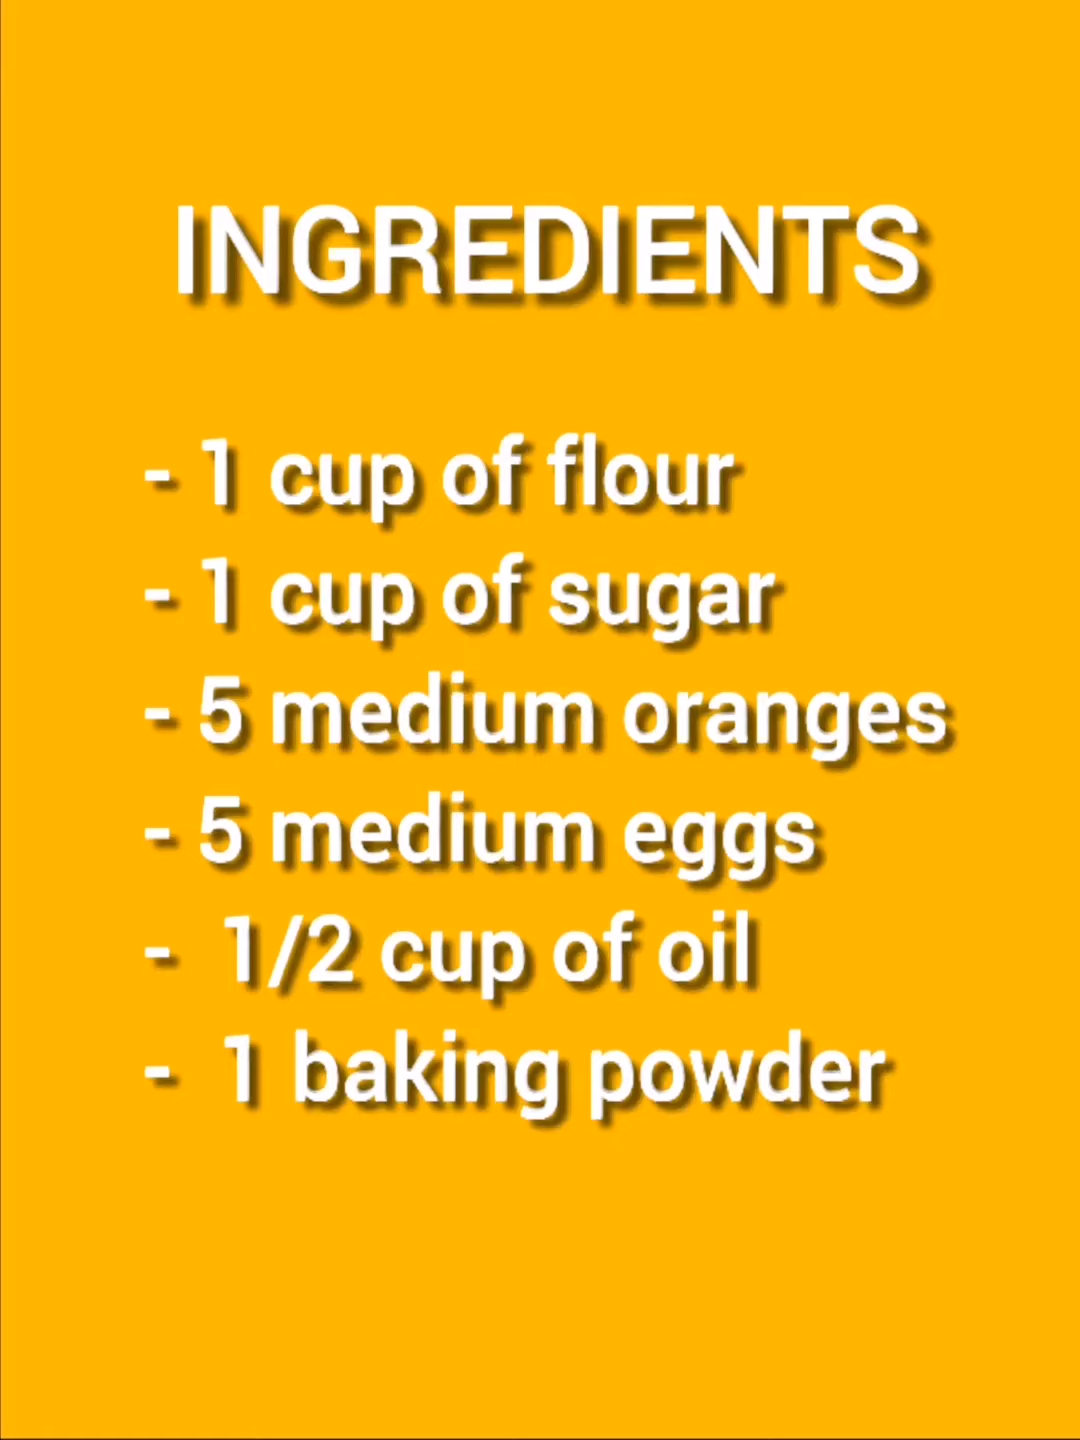 INGREDIENTS
- 1 cup of flour
- 1 cup of sugar
- 5 medium oranges
- 5 medium eggs
- 1/2 cup of oil
- 1 baking powder